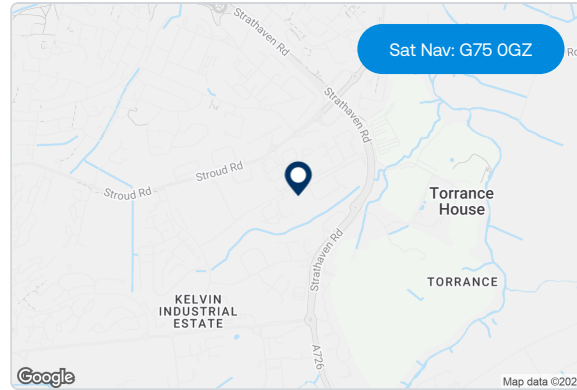 Strathaven Rd
Sat Nav: G75 0GZ
Strathaven Rd
Stroud Rd
Stroud Rd
Torrance
House
Strathaven Rd
TORRANCE
KELVIN
INDUSTRIAL
ESTATE
A726
Google
Map data ©202